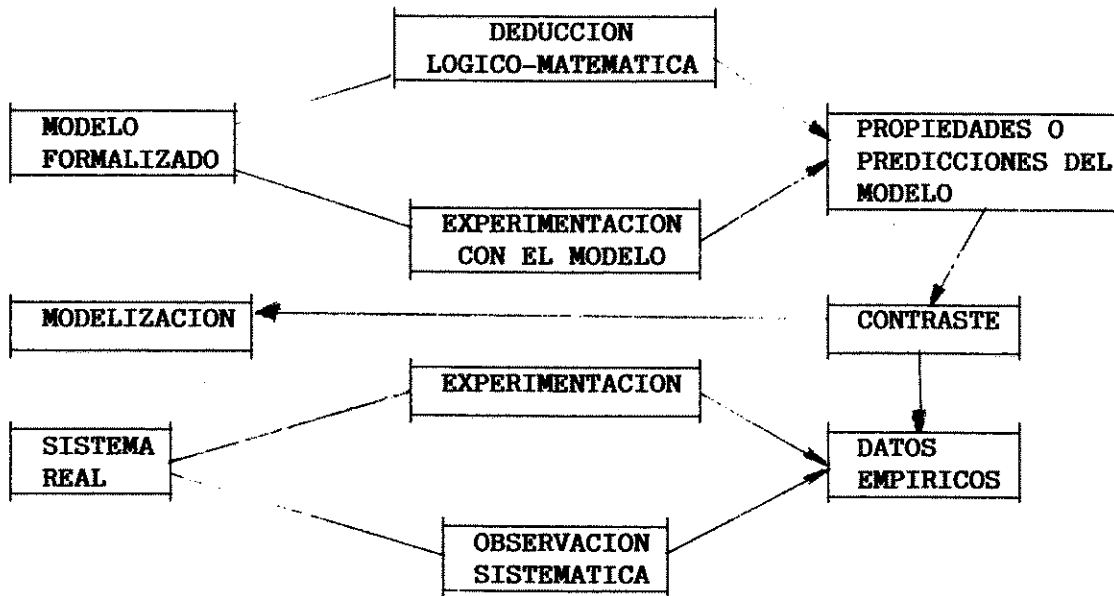 DEDUCCION
LOGICO-MATEMATICA
MODELO
FORMALIZADO
PROPIEDADES O
PREDICCIONES DEL
MODELO
EXPERIMENTACION
CON EL MODELO
MODELIZACION
CONTRASTE
EXPERIMENTACION
SISTEMA
REAL
DATOS
EMPIRICOS
OBSERVACION
SISTEMATICA